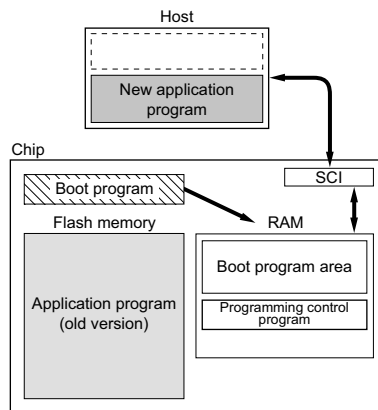 Host
New application
program
Chip
SCI
Boot program
Flash memory
RAM
Boot program area
Application program
(old version)
Programming control
program